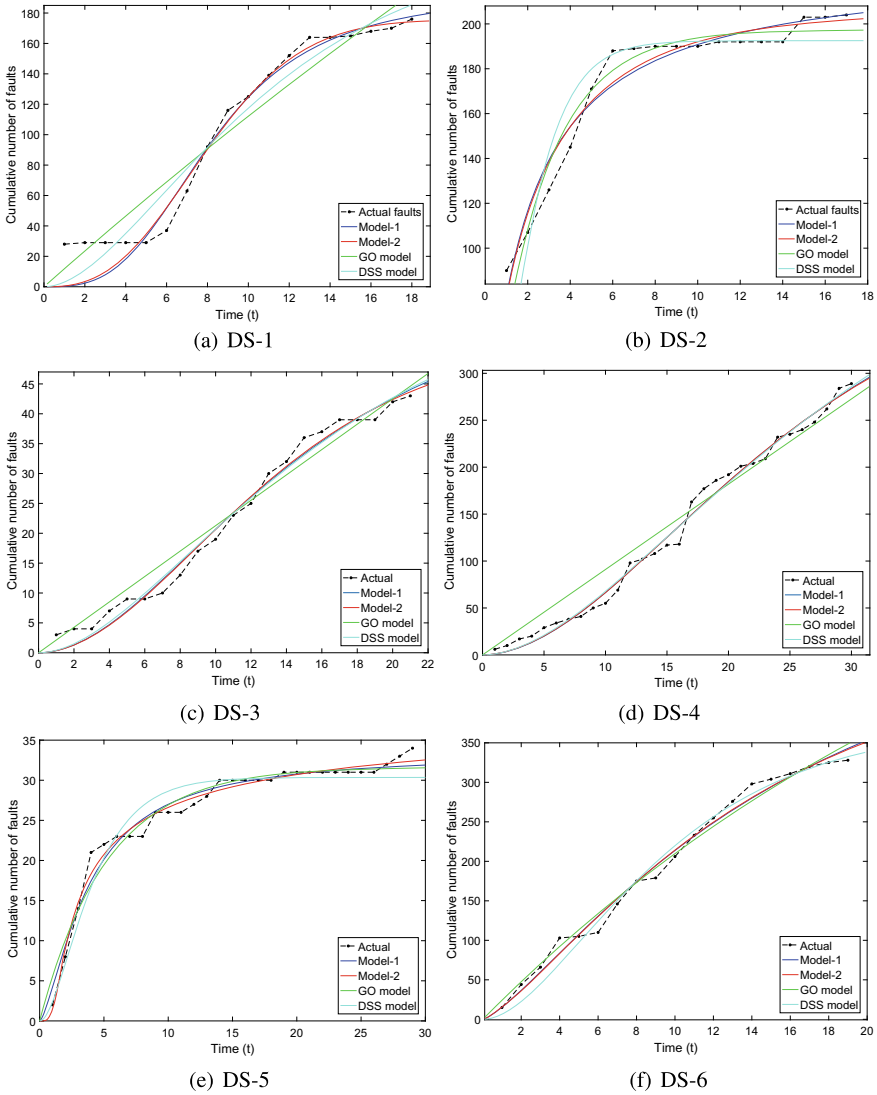 Cumulative number of faults
180
160
140
120
100
80
60
40
20
0
0 2 4 6 8 10 12 14 16 18
Time (t)
Actual faults
Model-1
Model-2
GO model
DSS model
(a) DS-1
Cumulative number of faults
200
180
160
140
120
100
0 2 4 6 8 10 12 14 16 18
Time (t)
Actual faults
Model-1
Model-2
GO model
DSS model
(b) DS-2
Cumulative number of faults
45
40
35
30
25
20
15
10
5
0
0 2 4 6 8 10 12 14 16 18 20 22
Time (t)
Actual
Model-1
Model-2
GO model
DSS model
(c) DS-3
Cumulative number of faults
300
250
200
150
100
50
0
0 5 10 15 20 25 30
Time (t)
Actual
Model-1
Model-2
GO model
DSS model
(d) DS-4
Cumulative number of faults
35
30
25
20
15
10
5
0
0 5 10 15 20 25 30
Time (t)
Actual
Model-1
Model-2
GO model
DSS model
(e) DS-5
Cumulative number of faults
350
300
250
200
150
100
50
0
0 2 4 6 8 10 12 14 16 18 20
Time (t)
Actual
Model-1
Model-2
GO model
DSS model
(f) DS-6